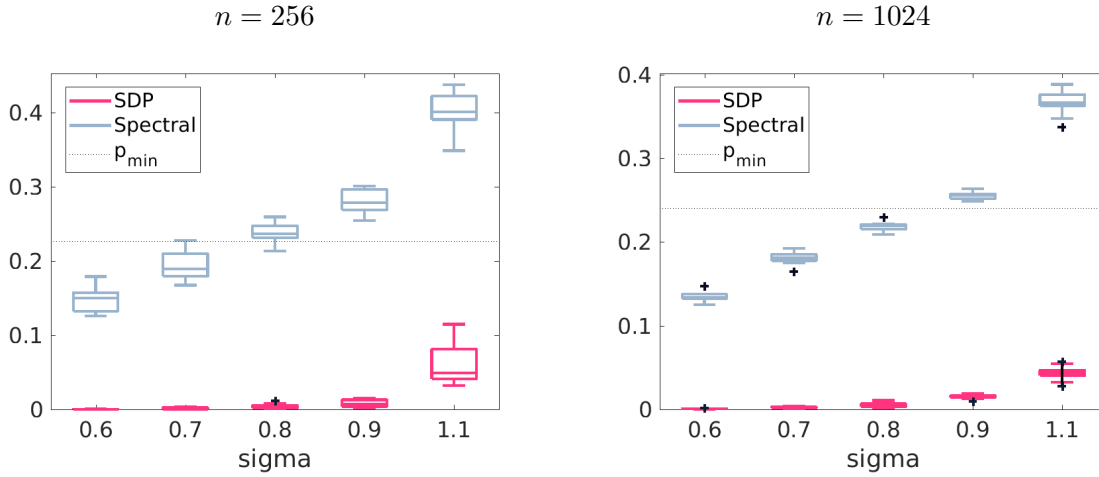 n = 256
0.4
0.3
0.2
0.1
0
SDP
Spectral
p_min
0.6 0.7 0.8 0.9 1.1
sigma
n = 1024
0.4
0.3
0.2
0.1
0
SDP
Spectral
p_min
0.6 0.7 0.8 0.9 1.1
sigma